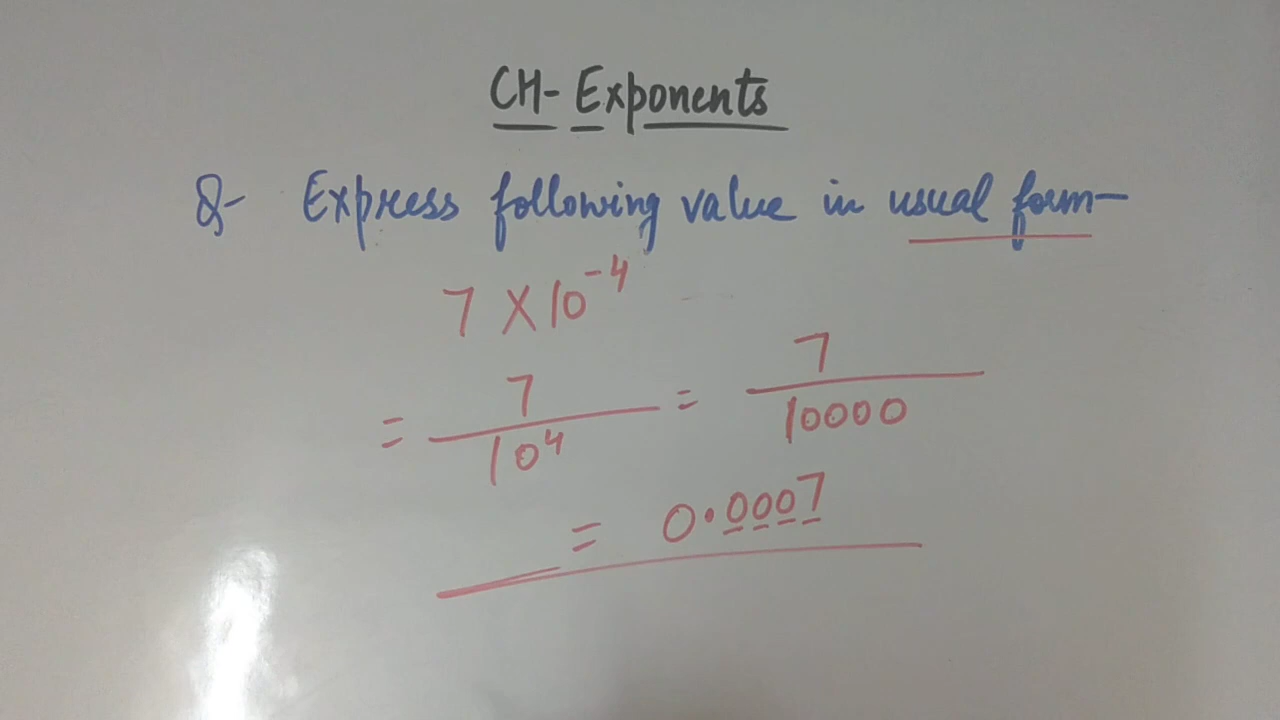 CH- Exponents
Q- Express following value in usual form-
7 × 10⁻⁴
= 7/10⁴ = 7/10000
= 0.0007